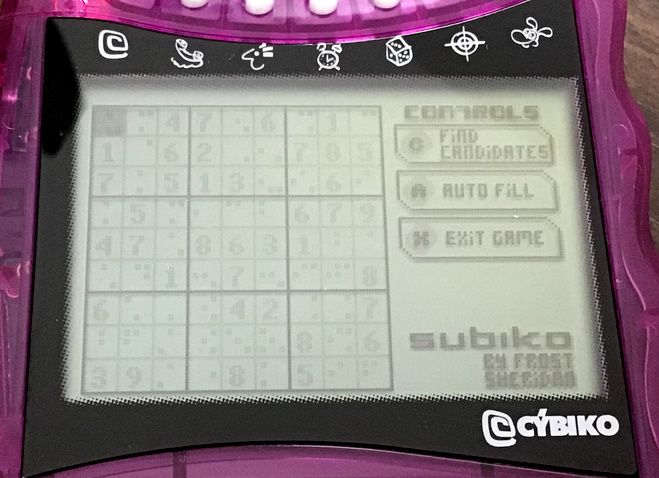 CONTROLS
4 7 6 1
C FIND
CANDIDATES
1 6 2 7 8 5
7 5 1 3 6
A AUTO FILL
5 6 7 9
4 7 8 6 3 1
X EXIT GAME
1 7 8
6 4 2 7
8 6
subiko
BY FROST
SHERIDAN
3 9 8 5
CYBIKO